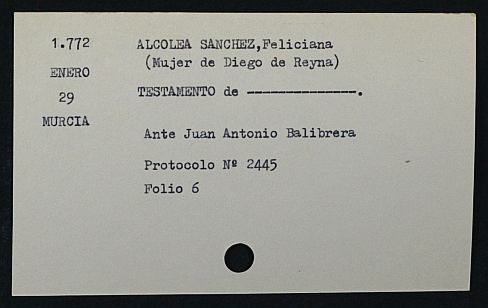 1.772
ENERO
29
MURCIA
ALCOLEA SANCHEZ,Feliciana
(Mujer de Diego de Reyna)
TESTAMENTO de --------------.
Ante Juan Antonio Balibrera
Protocolo Nº 2445
Folio 6